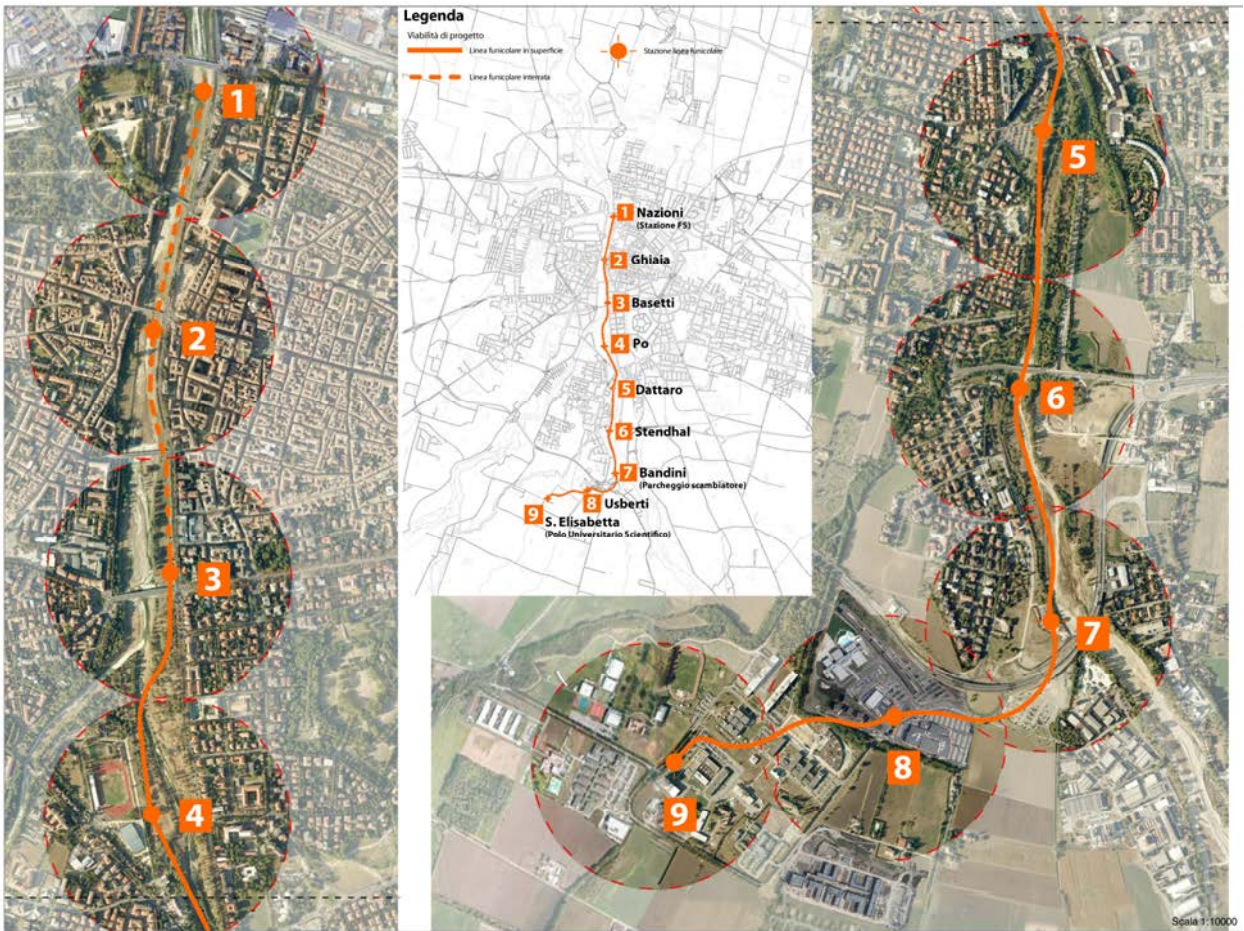 Legenda
Viabilità di progetto
Linea funicolare in superficie
Stazione linea funicolare
Linea funicolare interrata
1 Nazioni
(Stazione FS)
2 Ghiaia
3 Basetti
4 Po
5 Dattaro
6 Stendhal
7 Bandini
(Parcheggio scambiatore)
8 Usberti
9 S. Elisabetta
(Polo Universitario Scientifico)
1
2
3
4
5
6
7
8
9
Scala 1:10000